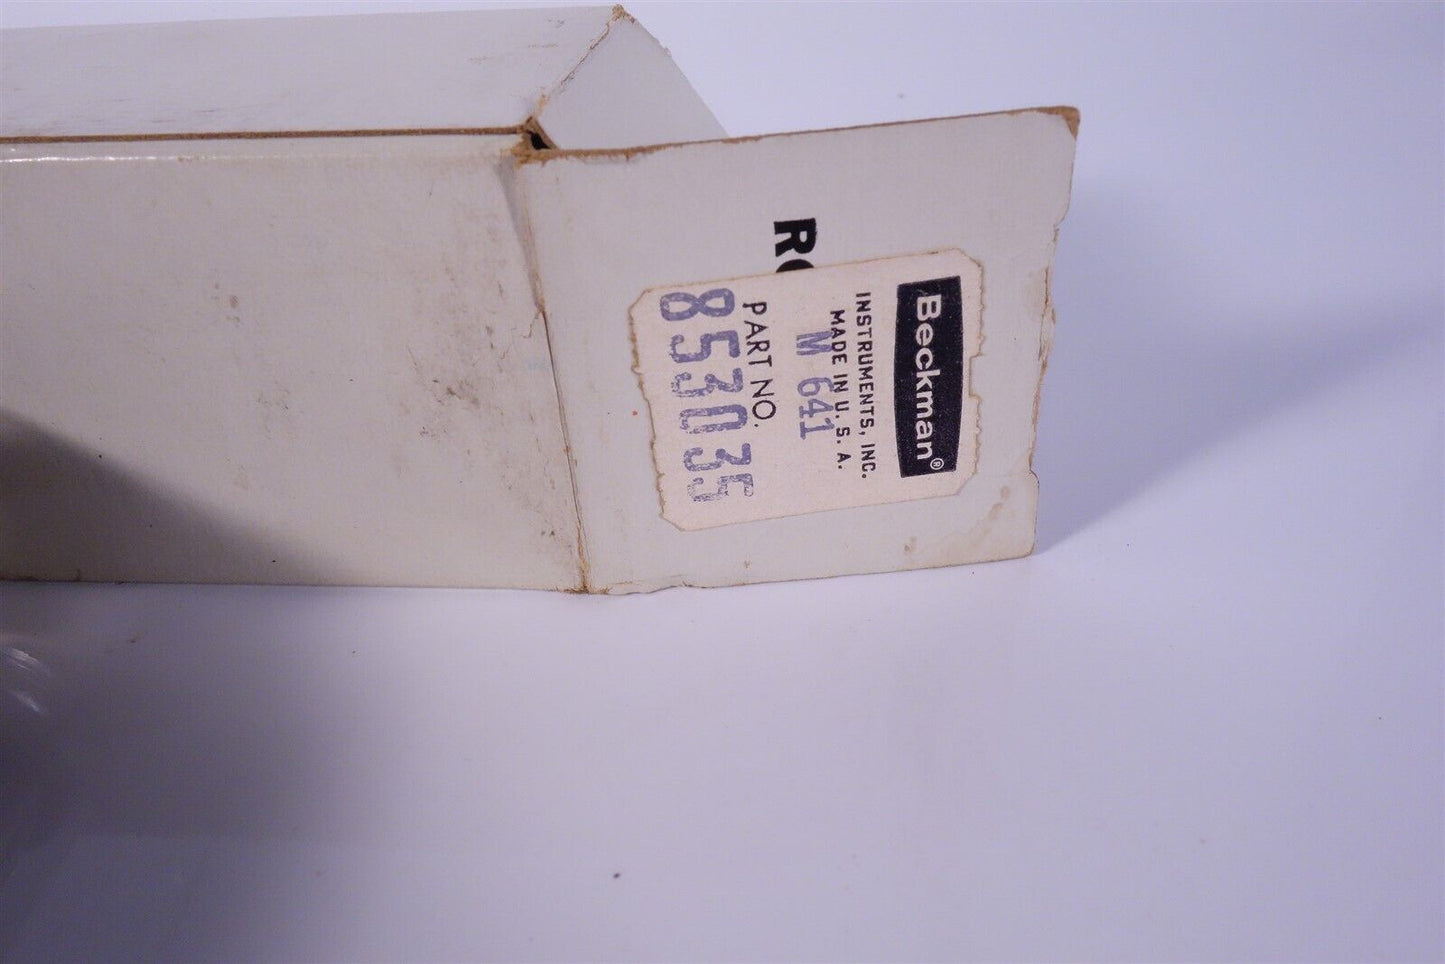 Beckman®
INSTRUMENTS, INC.
MADE IN U. S. A.
M 641
PART NO.
853035